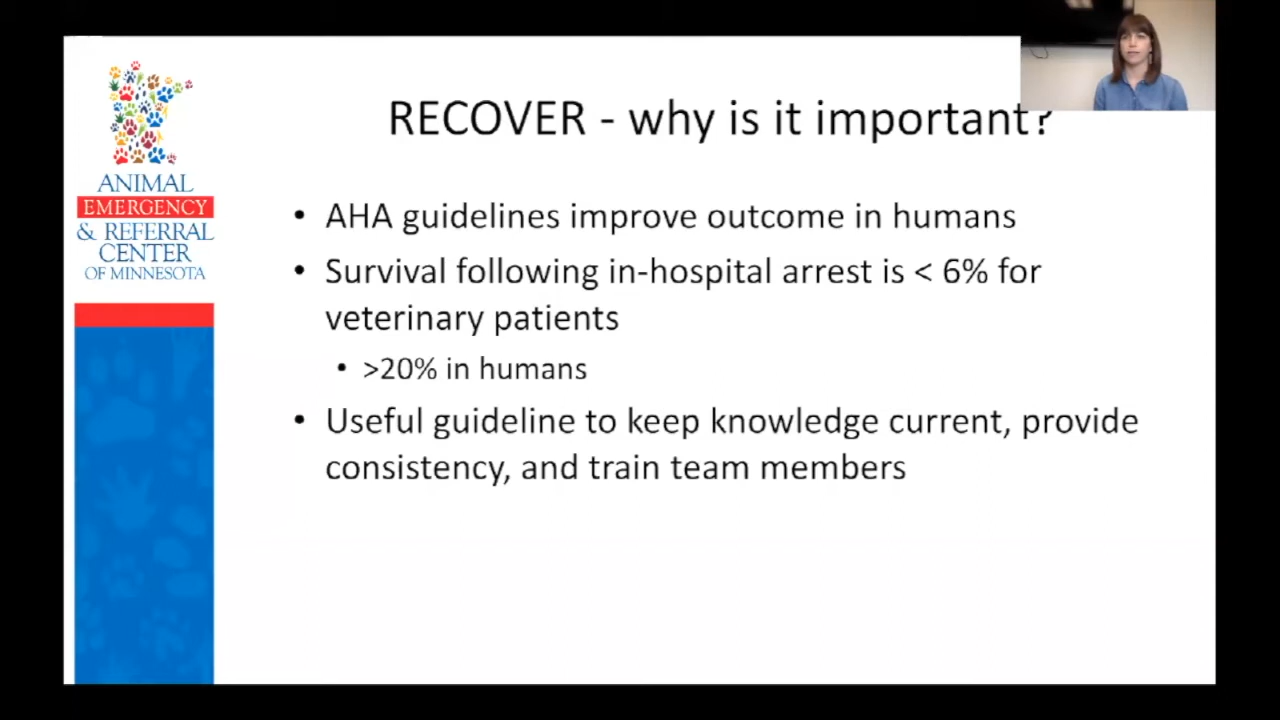 RECOVER - why is it important?
ANIMAL
EMERGENCY
& REFERRAL
CENTER
OF MINNESOTA
• AHA guidelines improve outcome in humans
• Survival following in-hospital arrest is < 6% for
veterinary patients
• >20% in humans
• Useful guideline to keep knowledge current, provide
consistency, and train team members